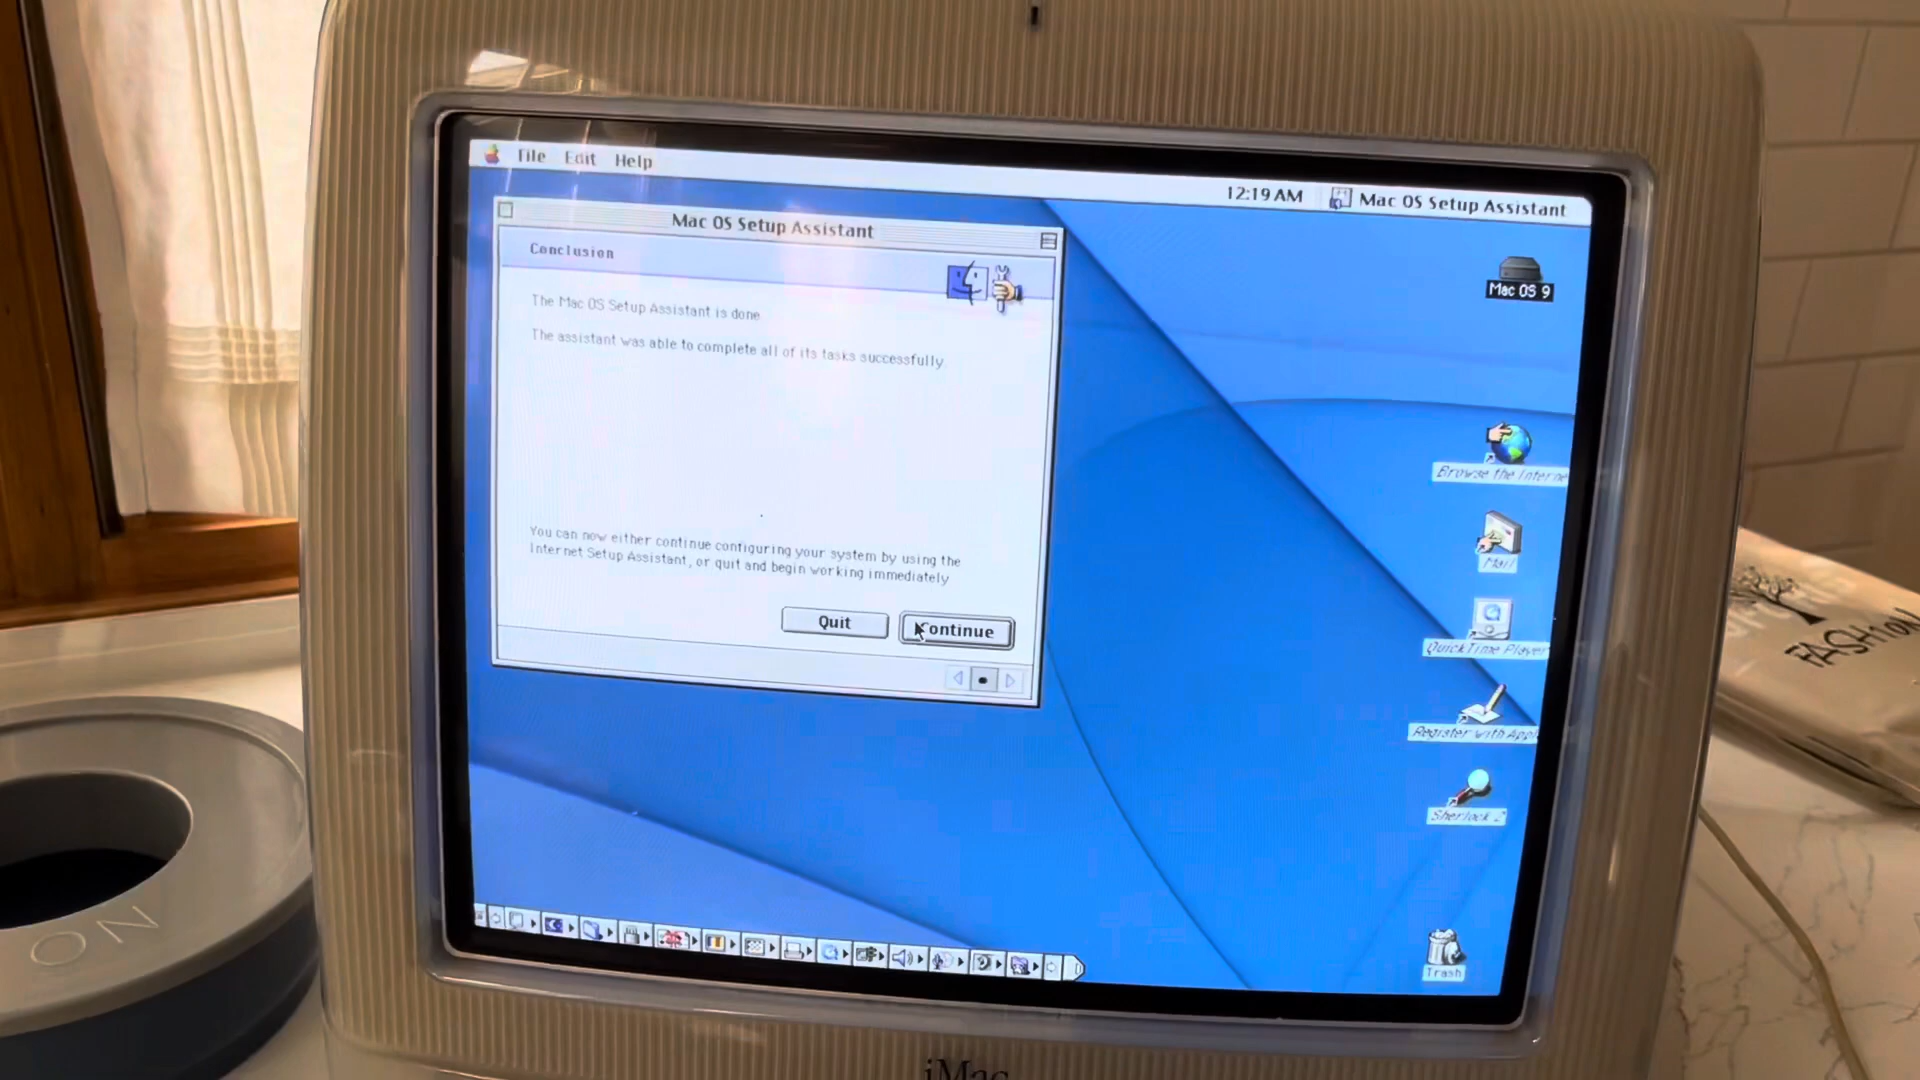 File Edit Help
12:19 AM Mac OS Setup Assistant
Mac OS Setup Assistant
Conclusion
The Mac OS Setup Assistant is done.
The assistant was able to complete all of its tasks successfully.
You can now either continue configuring your system by using the
Internet Setup Assistant, or quit and begin working immediately
Quit
Continue
Mac OS 9
Browse the Interne
Mail
QuickTime Player
Register with Appl
Sherlock 2
Trash
iMac
ON
FASHION